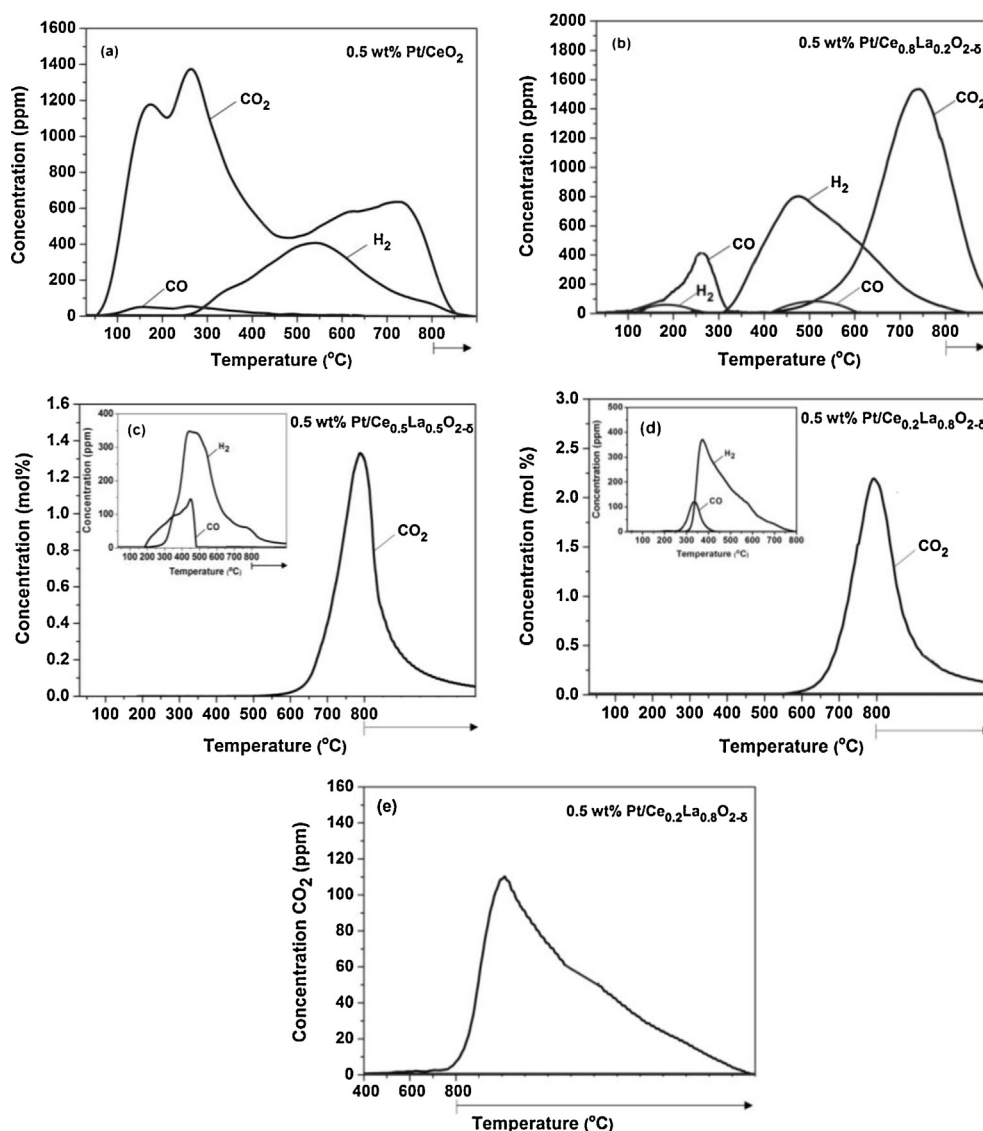 (a)
0.5 wt% Pt/CeO2
CO2
H2
CO
Concentration (ppm)
1600
1400
1200
1000
800
600
400
200
0
100 200 300 400 500 600 700 800
Temperature (oC)
(b)
0.5 wt% Pt/Ce0.8La0.2O2-δ
CO2
H2
CO
H2
CO
Concentration (ppm)
2000
1800
1600
1400
1200
1000
800
600
400
200
0
100 200 300 400 500 600 700 800
Temperature (oC)
(c)
0.5 wt% Pt/Ce0.5La0.5O2-δ
H2
CO
Concentration (ppm)
400
300
200
100
0
100 200 300 400 500 600 700 800
Temperature (oC)
CO2
Concentration (mol%)
1.6
1.4
1.2
1.0
0.8
0.6
0.4
0.2
0.0
100 200 300 400 500 600 700 800
Temperature (oC)
(d)
0.5 wt% Pt/Ce0.2La0.8O2-δ
H2
CO
Concentration (ppm)
500
400
300
200
100
0
100 200 300 400 500 600 700 800
Temperature (oC)
CO2
Concentration (mol %)
3.0
2.5
2.0
1.5
1.0
0.5
0.0
100 200 300 400 500 600 700 800
Temperature (oC)
(e)
0.5 wt% Pt/Ce0.2La0.8O2-δ
Concentration CO2 (ppm)
160
140
120
100
80
60
40
20
0
400 600 800
Temperature (oC)